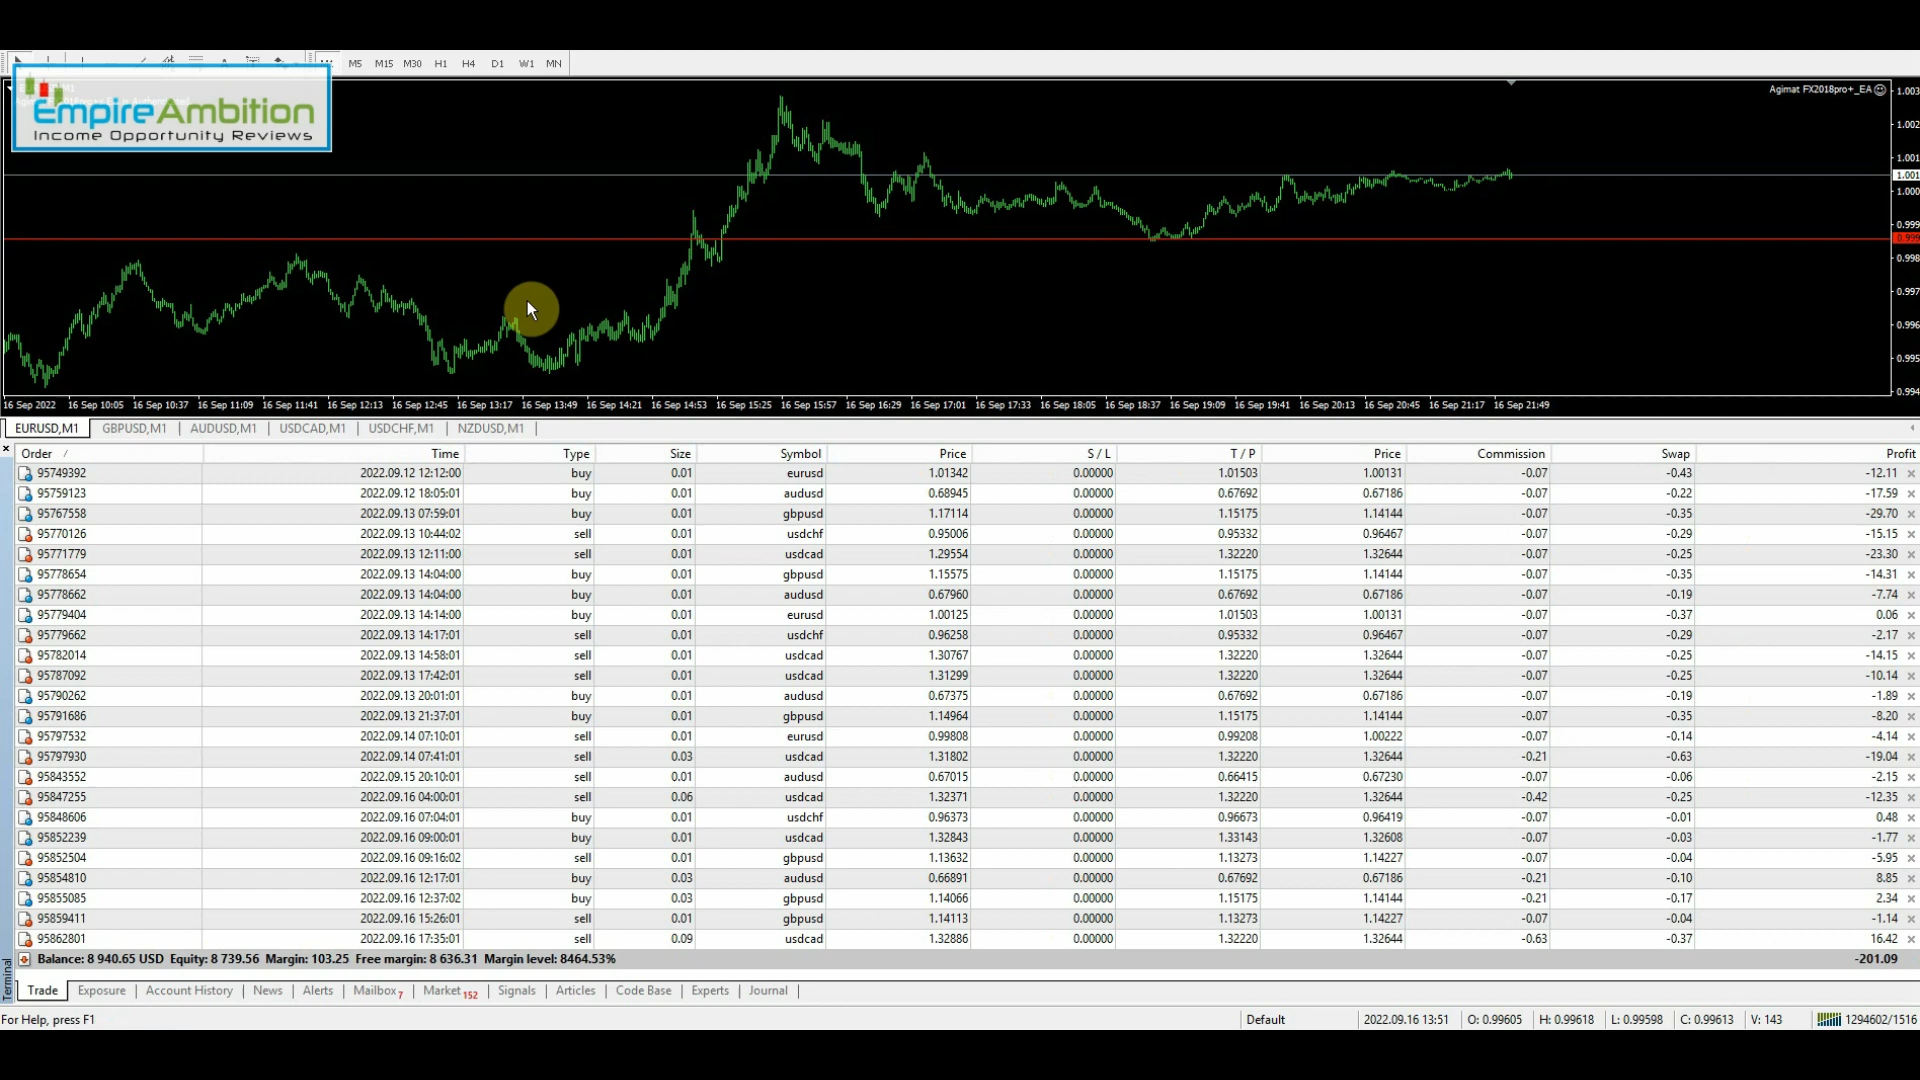 M5 M15 M30 H1 H4 D1 W1 MN
EmpireAmbition
Income Opportunity Reviews
Agimat FX2018pro+_EA
1.003
1.002
1.001
1.001
1.000
0.999
0.999
0.998
0.997
0.996
0.995
0.994
16 Sep 2022 16 Sep 10:05 16 Sep 10:37 16 Sep 11:09 16 Sep 11:41 16 Sep 12:13 16 Sep 12:45 16 Sep 13:17 16 Sep 13:49 16 Sep 14:21 16 Sep 14:53 16 Sep 15:25 16 Sep 15:57 16 Sep 16:29 16 Sep 17:01 16 Sep 17:33 16 Sep 18:05 16 Sep 18:37 16 Sep 19:09 16 Sep 19:41 16 Sep 20:13 16 Sep 20:45 16 Sep 21:17 16 Sep 21:49
EURUSD,M1 GBPUSD,M1 AUDUSD,M1 USDCAD,M1 USDCHF,M1 NZDUSD,M1
Order / Time Type Size Symbol Price S / L T / P Price Commission Swap Profit
95749392 2022.09.12 12:12:00 buy 0.01 eurusd 1.01342 0.00000 1.01503 1.00131 -0.07 -0.43 -12.11
95759123 2022.09.12 18:05:01 buy 0.01 audusd 0.68945 0.00000 0.67692 0.67186 -0.07 -0.22 -17.59
95767558 2022.09.13 07:59:01 buy 0.01 gbpusd 1.17114 0.00000 1.15175 1.14144 -0.07 -0.35 -29.70
95770126 2022.09.13 10:44:02 sell 0.01 usdchf 0.95006 0.00000 0.95332 0.96467 -0.07 -0.29 -15.15
95771779 2022.09.13 12:11:00 sell 0.01 usdcad 1.29554 0.00000 1.32220 1.32644 -0.07 -0.25 -23.30
95778654 2022.09.13 14:04:00 buy 0.01 gbpusd 1.15575 0.00000 1.15175 1.14144 -0.07 -0.35 -14.31
95778662 2022.09.13 14:04:00 buy 0.01 audusd 0.67960 0.00000 0.67692 0.67186 -0.07 -0.19 -7.74
95779404 2022.09.13 14:14:00 buy 0.01 eurusd 1.00125 0.00000 1.01503 1.00131 -0.07 -0.37 0.06
95779662 2022.09.13 14:17:01 sell 0.01 usdchf 0.96258 0.00000 0.95332 0.96467 -0.07 -0.29 -2.17
95782014 2022.09.13 14:58:01 sell 0.01 usdcad 1.30767 0.00000 1.32220 1.32644 -0.07 -0.25 -14.15
95787092 2022.09.13 17:42:01 sell 0.01 usdcad 1.31299 0.00000 1.32220 1.32644 -0.07 -0.25 -10.14
95790262 2022.09.13 20:01:01 buy 0.01 audusd 0.67375 0.00000 0.67692 0.67186 -0.07 -0.19 -1.89
95791686 2022.09.13 21:37:01 buy 0.01 gbpusd 1.14964 0.00000 1.15175 1.14144 -0.07 -0.35 -8.20
95797532 2022.09.14 07:10:01 sell 0.01 eurusd 0.99808 0.00000 0.99208 1.00222 -0.07 -0.14 -4.14
95797930 2022.09.14 07:41:01 sell 0.03 usdcad 1.31802 0.00000 1.32220 1.32644 -0.21 -0.63 -19.04
95843552 2022.09.15 20:10:01 sell 0.01 audusd 0.67015 0.00000 0.66415 0.67230 -0.07 -0.06 -2.15
95847255 2022.09.16 04:00:01 sell 0.06 usdcad 1.32371 0.00000 1.32220 1.32644 -0.42 -0.25 -12.35
95848606 2022.09.16 07:04:01 buy 0.01 usdchf 0.96373 0.00000 0.96673 0.96419 -0.07 -0.01 0.48
95852239 2022.09.16 09:00:01 buy 0.01 usdcad 1.32843 0.00000 1.33143 1.32608 -0.07 -0.03 -1.77
95852504 2022.09.16 09:16:02 sell 0.01 gbpusd 1.13632 0.00000 1.13273 1.14227 -0.07 -0.04 -5.95
95854810 2022.09.16 12:17:01 buy 0.03 audusd 0.66891 0.00000 0.67692 0.67186 -0.21 -0.10 8.85
95855085 2022.09.16 12:37:02 buy 0.03 gbpusd 1.14066 0.00000 1.15175 1.14144 -0.21 -0.17 2.34
95859411 2022.09.16 15:26:01 sell 0.01 gbpusd 1.14113 0.00000 1.13273 1.14227 -0.07 -0.04 -1.14
95862801 2022.09.16 17:35:01 sell 0.09 usdcad 1.32886 0.00000 1.32220 1.32644 -0.63 -0.37 16.42
Balance: 8 940.65 USD Equity: 8 739.56 Margin: 103.25 Free margin: 8 636.31 Margin level: 8464.53% -201.09
Terminal
Trade Exposure Account History News Alerts Mailbox 7 Market 152 Signals Articles Code Base Experts Journal
For Help, press F1 Default 2022.09.16 13:51 O: 0.99605 H: 0.99618 L: 0.99598 C: 0.99613 V: 143 1294602/1516